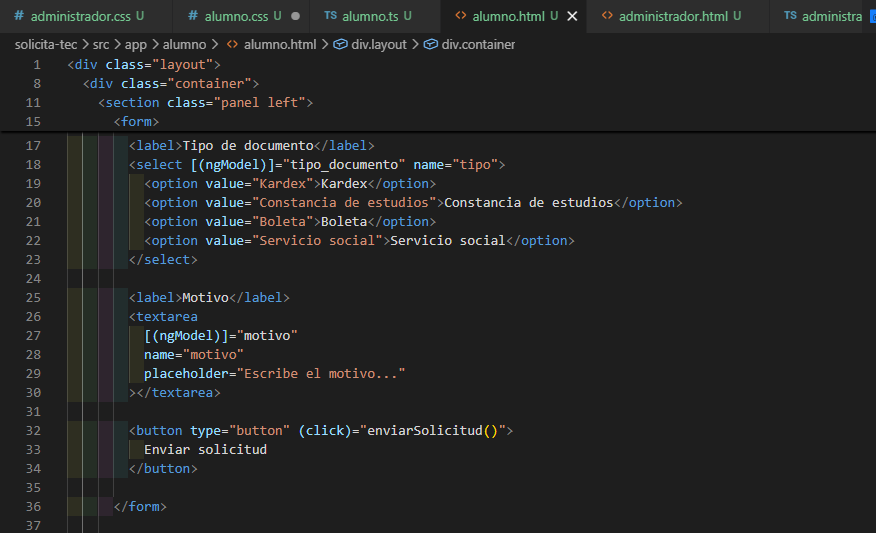 # administrador.css U # alumno.css U ● TS alumno.ts U <> alumno.html U × <> administrador.html U TS administra
solicita-tec > src > app > alumno > <> alumno.html > div.layout > div.container
1 <div class="layout">
8 <div class="container">
11 <section class="panel left">
15 <form>
17 <label>Tipo de documento</label>
18 <select [(ngModel)]="tipo_documento" name="tipo">
19 <option value="Kardex">Kardex</option>
20 <option value="Constancia de estudios">Constancia de estudios</option>
21 <option value="Boleta">Boleta</option>
22 <option value="Servicio social">Servicio social</option>
23 </select>
24
25 <label>Motivo</label>
26 <textarea
27 [(ngModel)]="motivo"
28 name="motivo"
29 placeholder="Escribe el motivo..."
30 ></textarea>
31
32 <button type="button" (click)="enviarSolicitud()">
33 Enviar solicitud
34 </button>
35
36 </form>
37